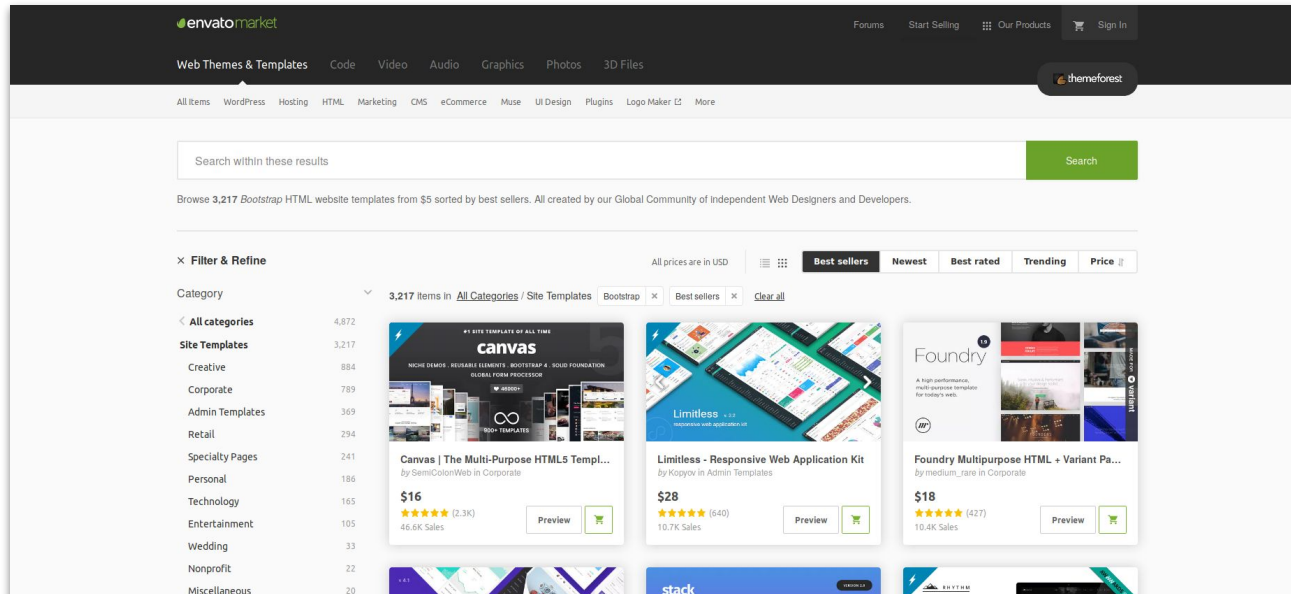 envatomarket
Forums Start Selling Our Products Sign In
Web Themes & Templates Code Video Audio Graphics Photos 3D Files
themeforest
All Items WordPress Hosting HTML Marketing CMS eCommerce Muse UI Design Plugins Logo Maker More
Search within these results
Search
Browse 3,217 Bootstrap HTML website templates from $5 sorted by best sellers. All created by our Global Community of independent Web Designers and Developers.
× Filter & Refine
All prices are in USD
Best sellers Newest Best rated Trending Price
Category
3,217 items in All Categories / Site Templates Bootstrap × Best sellers × Clear all
All categories 4,872
Site Templates 3,217
Creative 884
Corporate 789
Admin Templates 369
Retail 294
Specialty Pages 241
Personal 186
Technology 165
Entertainment 105
Wedding 33
Nonprofit 22
Miscellaneous 20
#1 SITE TEMPLATE OF ALL TIME
canvas
NICHE DEMOS . REUSABLE ELEMENTS . BOOTSTRAP 4 . SOLID FOUNDATION
GLOBAL FORM PROCESSOR
46000+
900+ TEMPLATES
Canvas | The Multi-Purpose HTML5 Templ...
by SemiColonWeb in Corporate
$16
(2.3K)
46.6K Sales
Preview
Limitless v. 2.0
responsive web application kit
Limitless - Responsive Web Application Kit
by Kopyov in Admin Templates
$28
(640)
10.7K Sales
Preview
1.9
Foundry
A high performance,
multi-purpose template
for today's web.
MADE FOR variant
Foundry Multipurpose HTML + Variant Pa...
by medium_rare in Corporate
$18
(427)
10.4K Sales
Preview
stack
RHYTHM